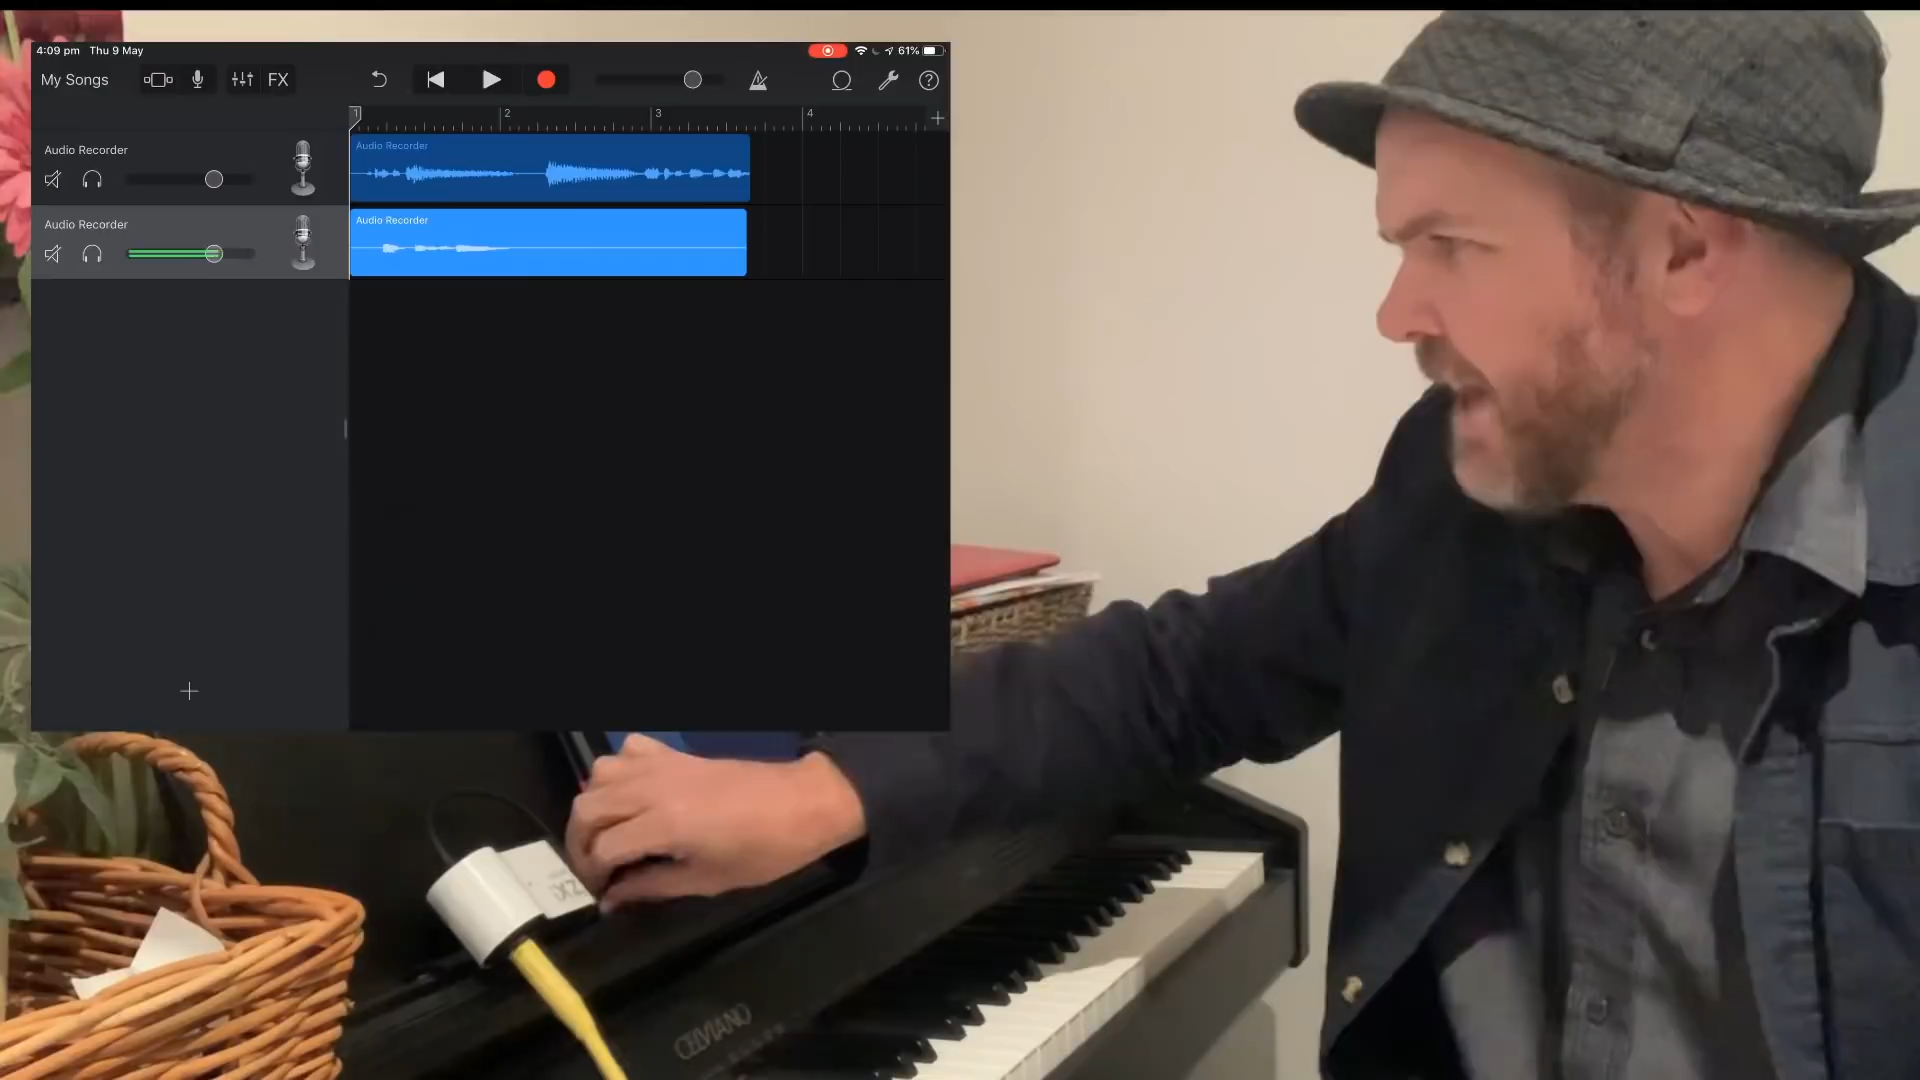 4:09 pm Thu 9 May
61%
My Songs
FX
1 2 3 4
Audio Recorder
Audio Recorder
Audio Recorder
Audio Recorder
CELVIANO